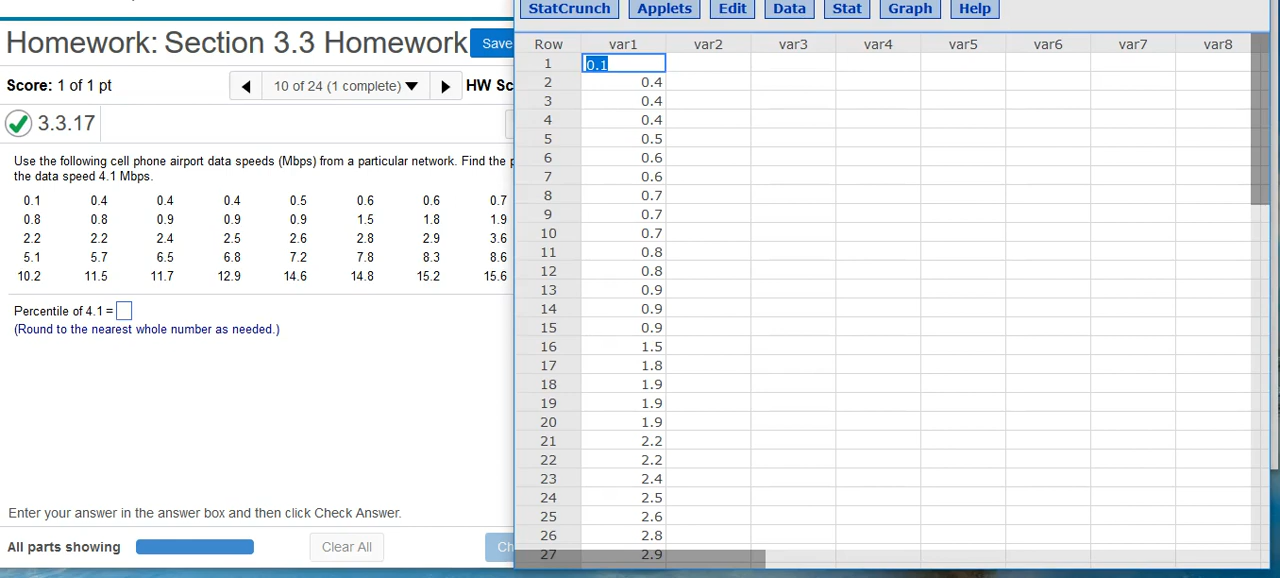 StatCrunch Applets Edit Data Stat Graph Help
Homework: Section 3.3 Homework Save
Score: 1 of 1 pt 10 of 24 (1 complete) HW Sc
3.3.17
Use the following cell phone airport data speeds (Mbps) from a particular network. Find the p
the data speed 4.1 Mbps.
0.1 0.4 0.4 0.4 0.5 0.6 0.6 0.7
0.8 0.8 0.9 0.9 0.9 1.5 1.8 1.9
2.2 2.2 2.4 2.5 2.6 2.8 2.9 3.6
5.1 5.7 6.5 6.8 7.2 7.8 8.3 8.6
10.2 11.5 11.7 12.9 14.6 14.8 15.2 15.6
Percentile of 4.1 =
(Round to the nearest whole number as needed.)
Enter your answer in the answer box and then click Check Answer.
All parts showing Clear All Ch
Row var1 var2 var3 var4 var5 var6 var7 var8
1 0.1
2 0.4
3 0.4
4 0.4
5 0.5
6 0.6
7 0.6
8 0.7
9 0.7
10 0.7
11 0.8
12 0.8
13 0.9
14 0.9
15 0.9
16 1.5
17 1.8
18 1.9
19 1.9
20 1.9
21 2.2
22 2.2
23 2.4
24 2.5
25 2.6
26 2.8
27 2.9